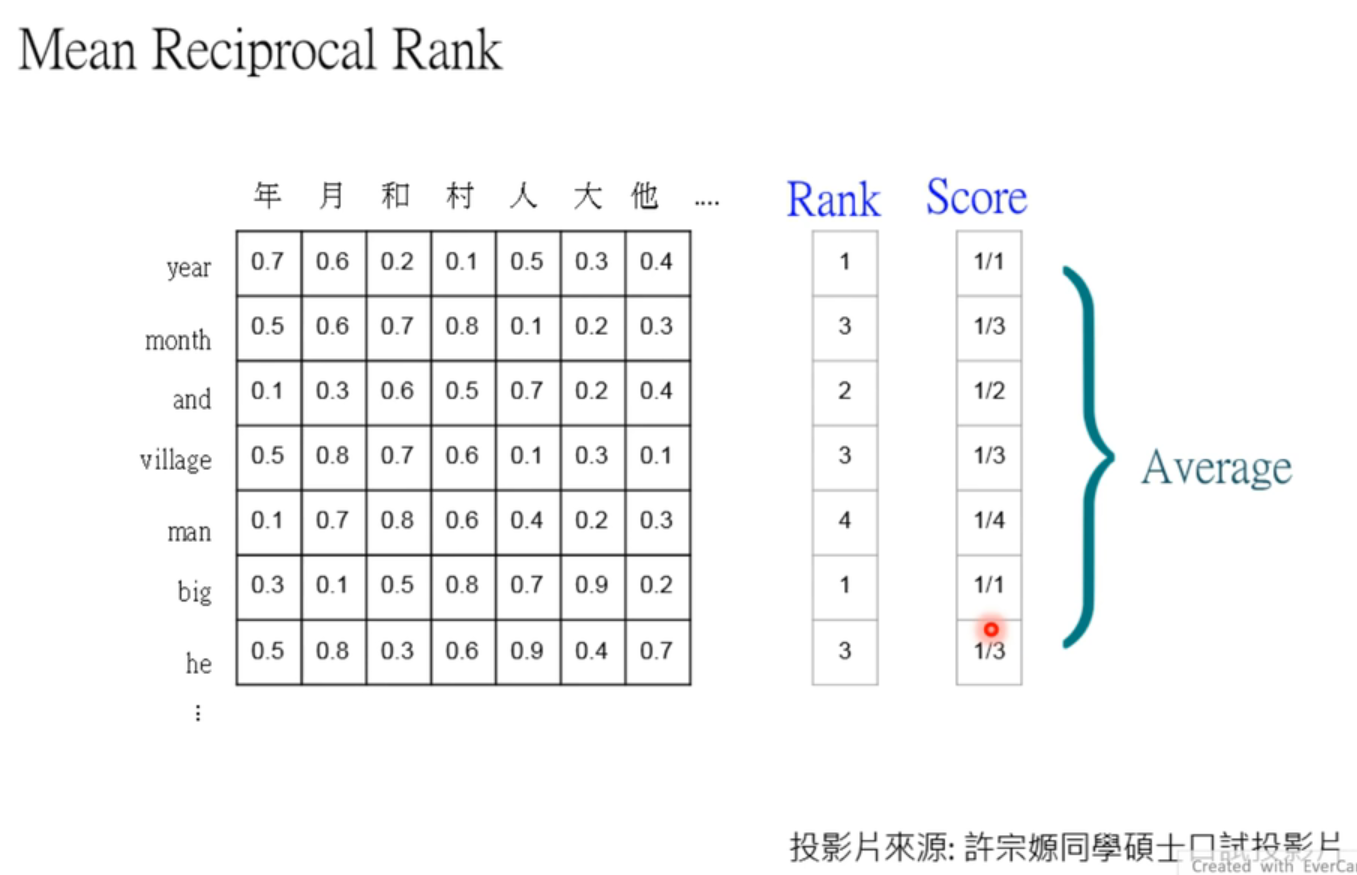 Mean Reciprocal Rank
年 月 和 村 人 大 他 .... Rank Score
year 0.7 0.6 0.2 0.1 0.5 0.3 0.4 1 1/1
month 0.5 0.6 0.7 0.8 0.1 0.2 0.3 3 1/3
and 0.1 0.3 0.6 0.5 0.7 0.2 0.4 2 1/2
village 0.5 0.8 0.7 0.6 0.1 0.3 0.1 3 1/3
Average
man 0.1 0.7 0.8 0.6 0.4 0.2 0.3 4 1/4
big 0.3 0.1 0.5 0.8 0.7 0.9 0.2 1 1/1
he 0.5 0.8 0.3 0.6 0.9 0.4 0.7 3 1/3
⋮
投影片來源: 許宗嫄同學碩士口試投影片
Created with EverCa